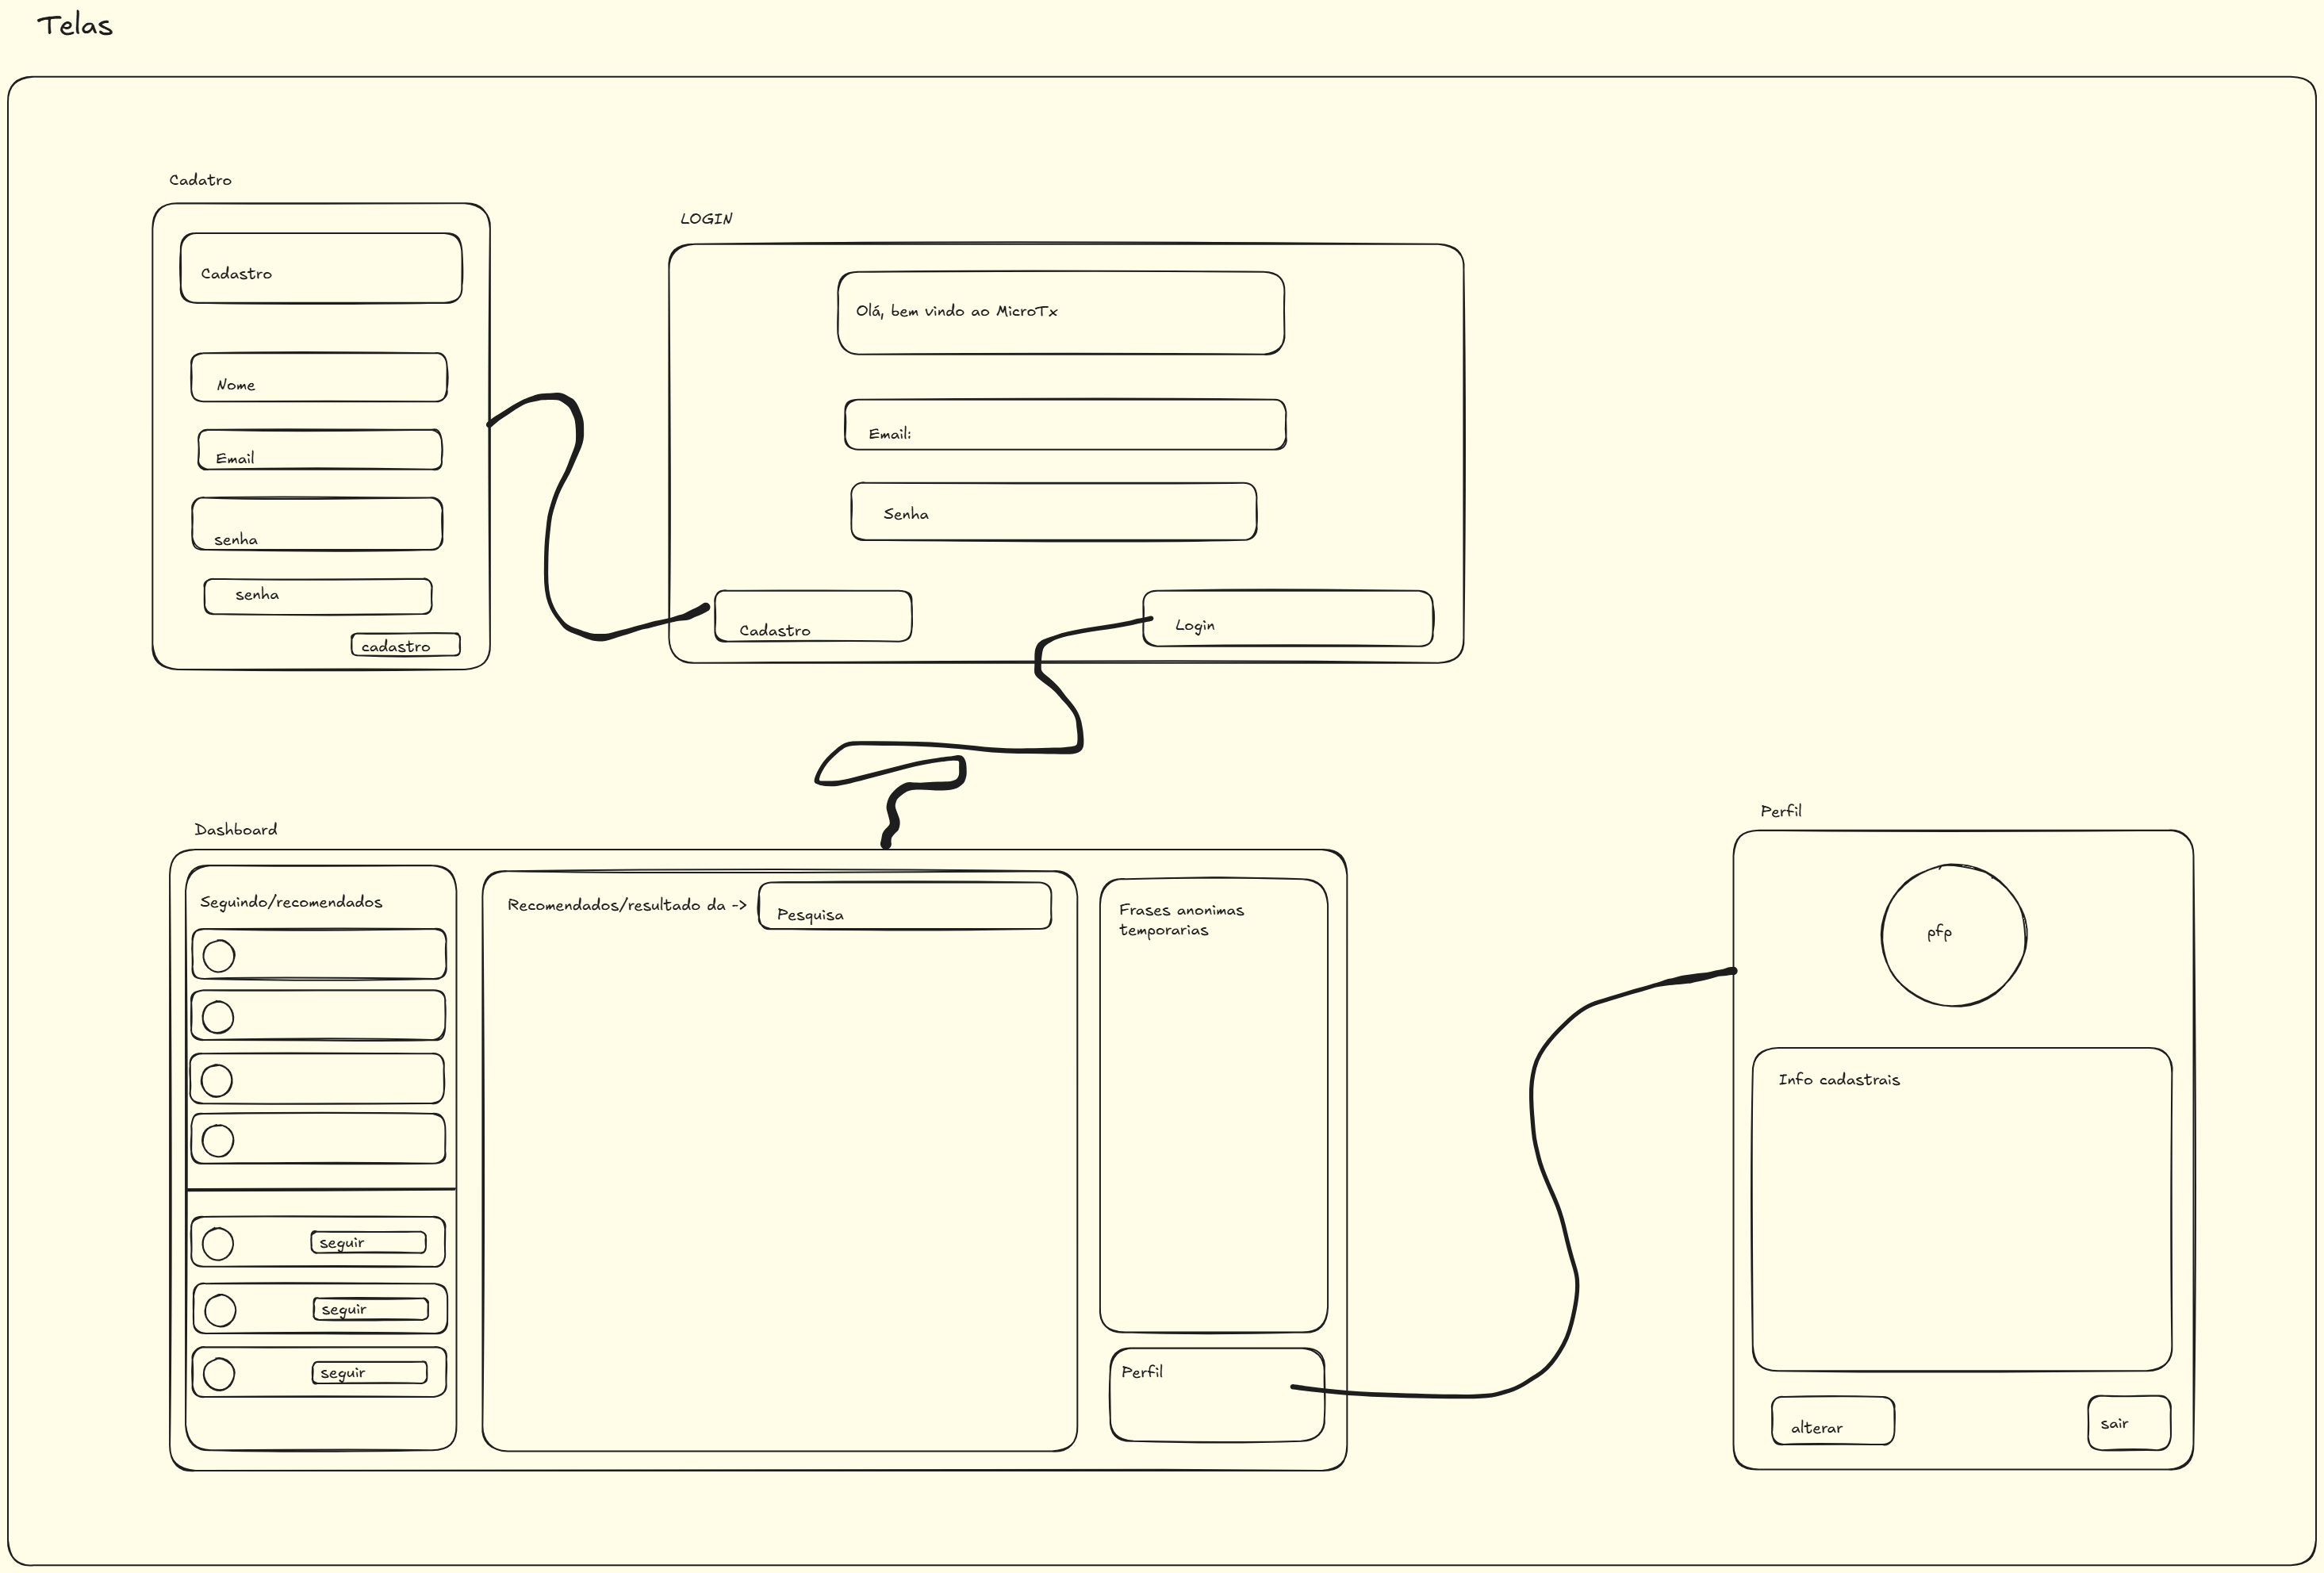 Telas
Cadatro
Cadastro
Nome
Email
senha
senha
cadastro
LOGIN
Olá, bem vindo ao MicroTx
Email:
Senha
Cadastro
Login
Dashboard
Seguindo/recomendados
seguir
seguir
seguir
Recomendados/resultado da ->
Pesquisa
Frases anonimas
temporarias
Perfil
Perfil
pfp
Info cadastrais
alterar
sair